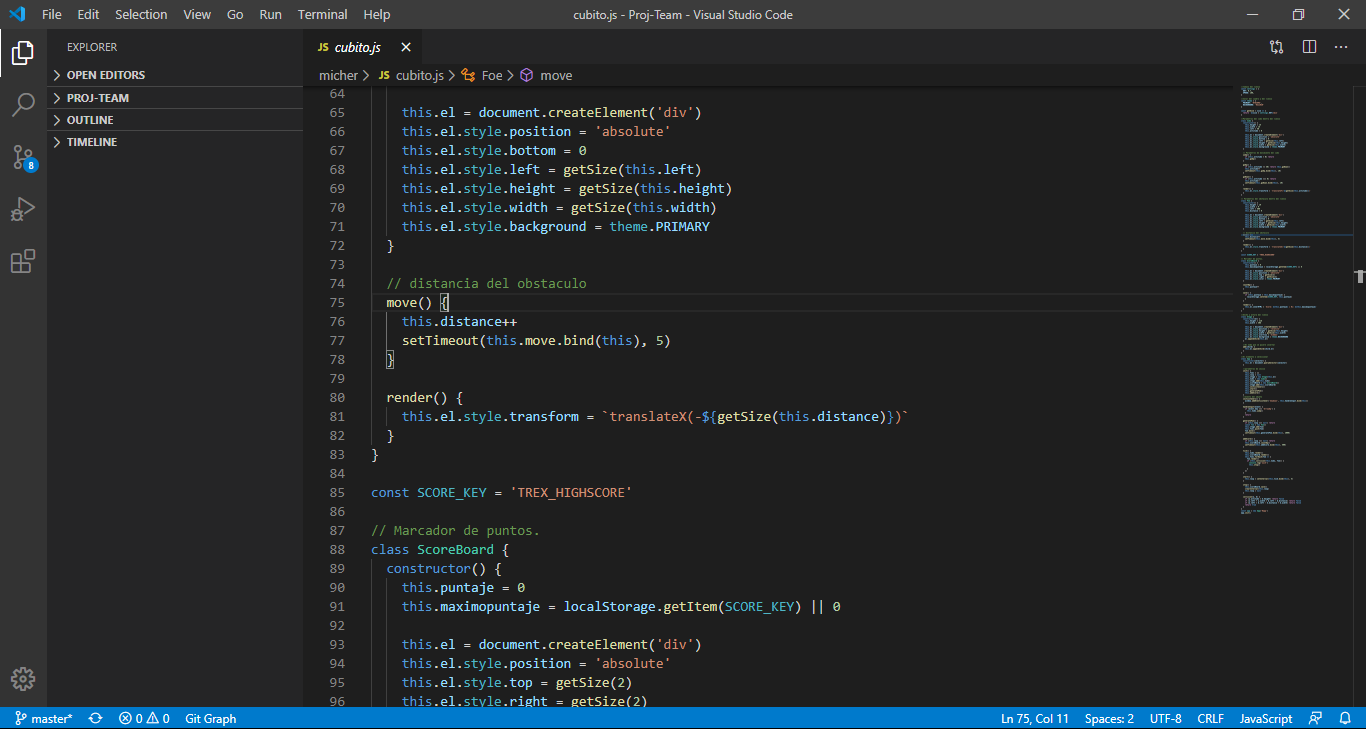 File Edit Selection View Go Run Terminal Help cubito.js - Proj-Team - Visual Studio Code
EXPLORER
OPEN EDITORS
PROJ-TEAM
OUTLINE
TIMELINE
8
JS cubito.js
micher > JS cubito.js > Foe > move
64
65 this.el = document.createElement('div')
66 this.el.style.position = 'absolute'
67 this.el.style.bottom = 0
68 this.el.style.left = getSize(this.left)
69 this.el.style.height = getSize(this.height)
70 this.el.style.width = getSize(this.width)
71 this.el.style.background = theme.PRIMARY
72 }
73
74 // distancia del obstaculo
75 move() {
76 this.distance++
77 setTimeout(this.move.bind(this), 5)
78 }
79
80 render() {
81 this.el.style.transform = `translateX(-${getSize(this.distance)})`
82 }
83 }
84
85 const SCORE_KEY = 'TREX_HIGHSCORE'
86
87 // Marcador de puntos.
88 class ScoreBoard {
89 constructor() {
90 this.puntaje = 0
91 this.maximopuntaje = localStorage.getItem(SCORE_KEY) || 0
92
93 this.el = document.createElement('div')
94 this.el.style.position = 'absolute'
95 this.el.style.top = getSize(2)
96 this.el.style.right = getSize(2)
master* 0 0 Git Graph Ln 75, Col 11 Spaces: 2 UTF-8 CRLF JavaScript